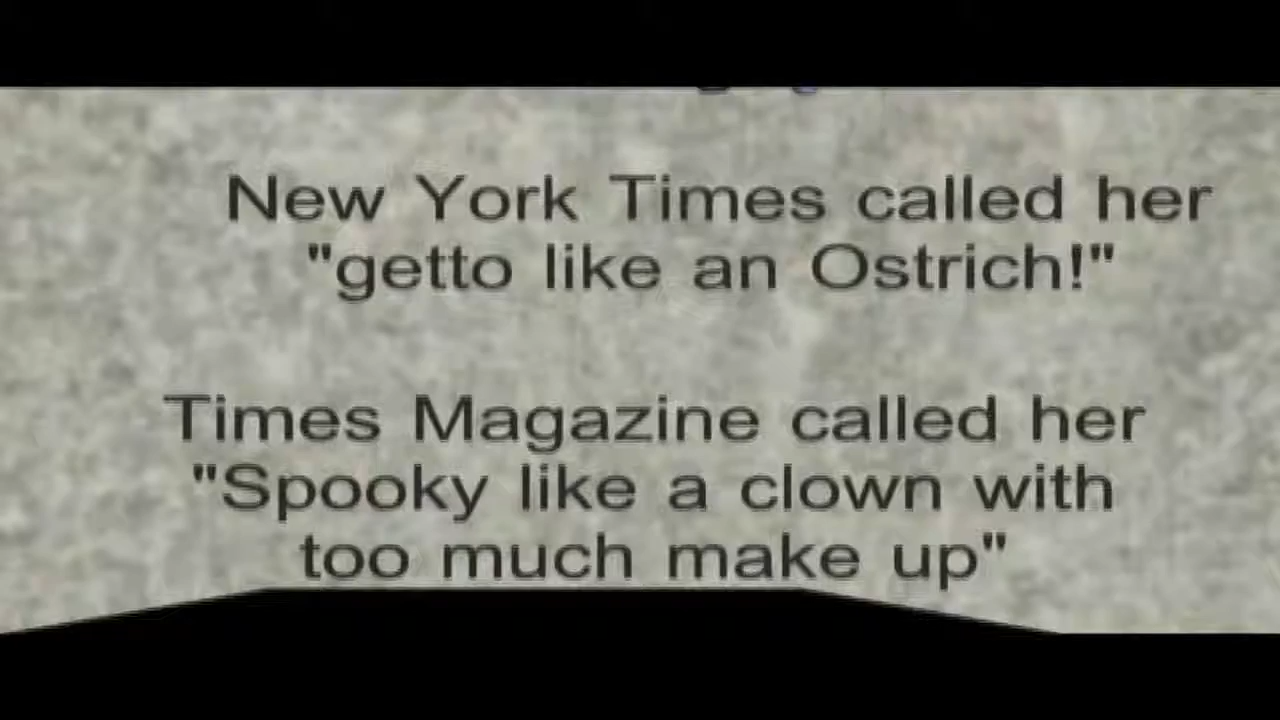 New York Times called her
"getto like an Ostrich!"
Times Magazine called her
"Spooky like a clown with
too much make up"